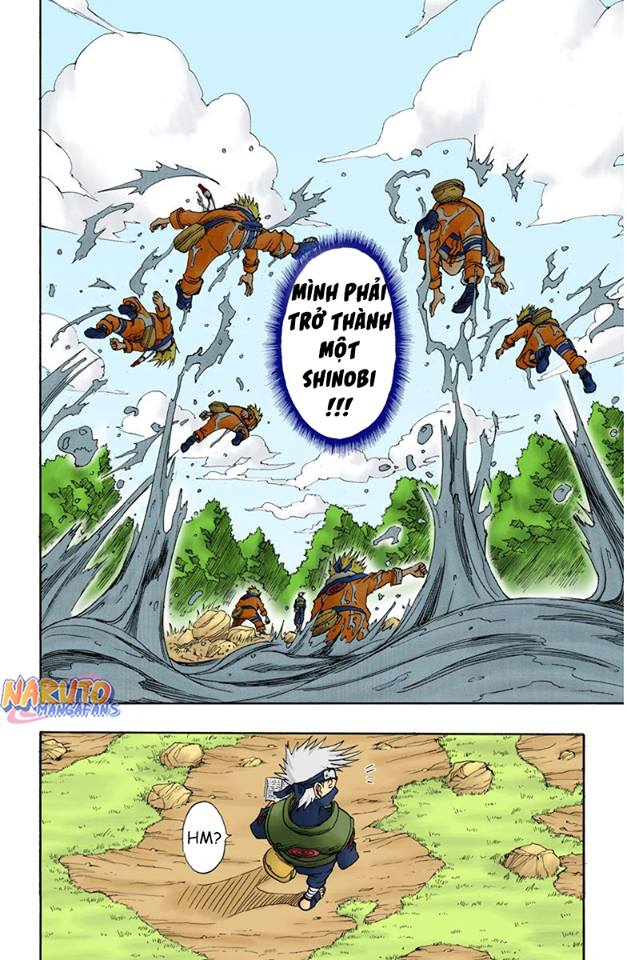 MÌNH PHẢI
TRỞ THÀNH
MỘT
SHINOBI
!!!
NARUTO
MANGAFANS
HM?